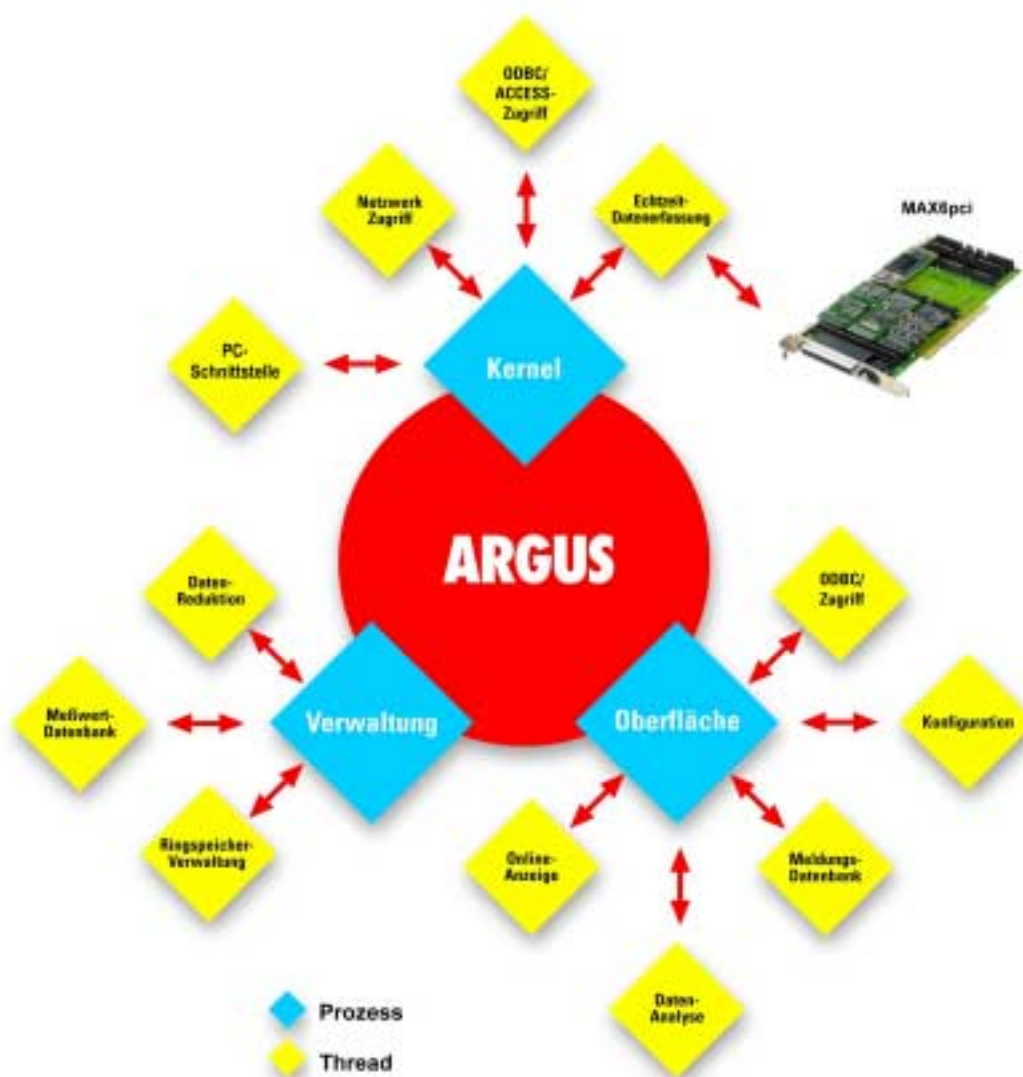 ODBC/
ACCESS-
Zugriff
Netzwerk
Zugriff
Echtzeit-
Datenerfassung
MAX6pci
PC-
Schnittstelle
Kernel
ARGUS
Daten-
Reduktion
ODBC/
Zugriff
Meßwert-
Datenbank
Verwaltung
Oberfläche
Konfiguration
Ringspeicher-
Verwaltung
Online-
Anzeige
Meldungs-
Datenbank
Daten-
Analyse
Prozess
Thread